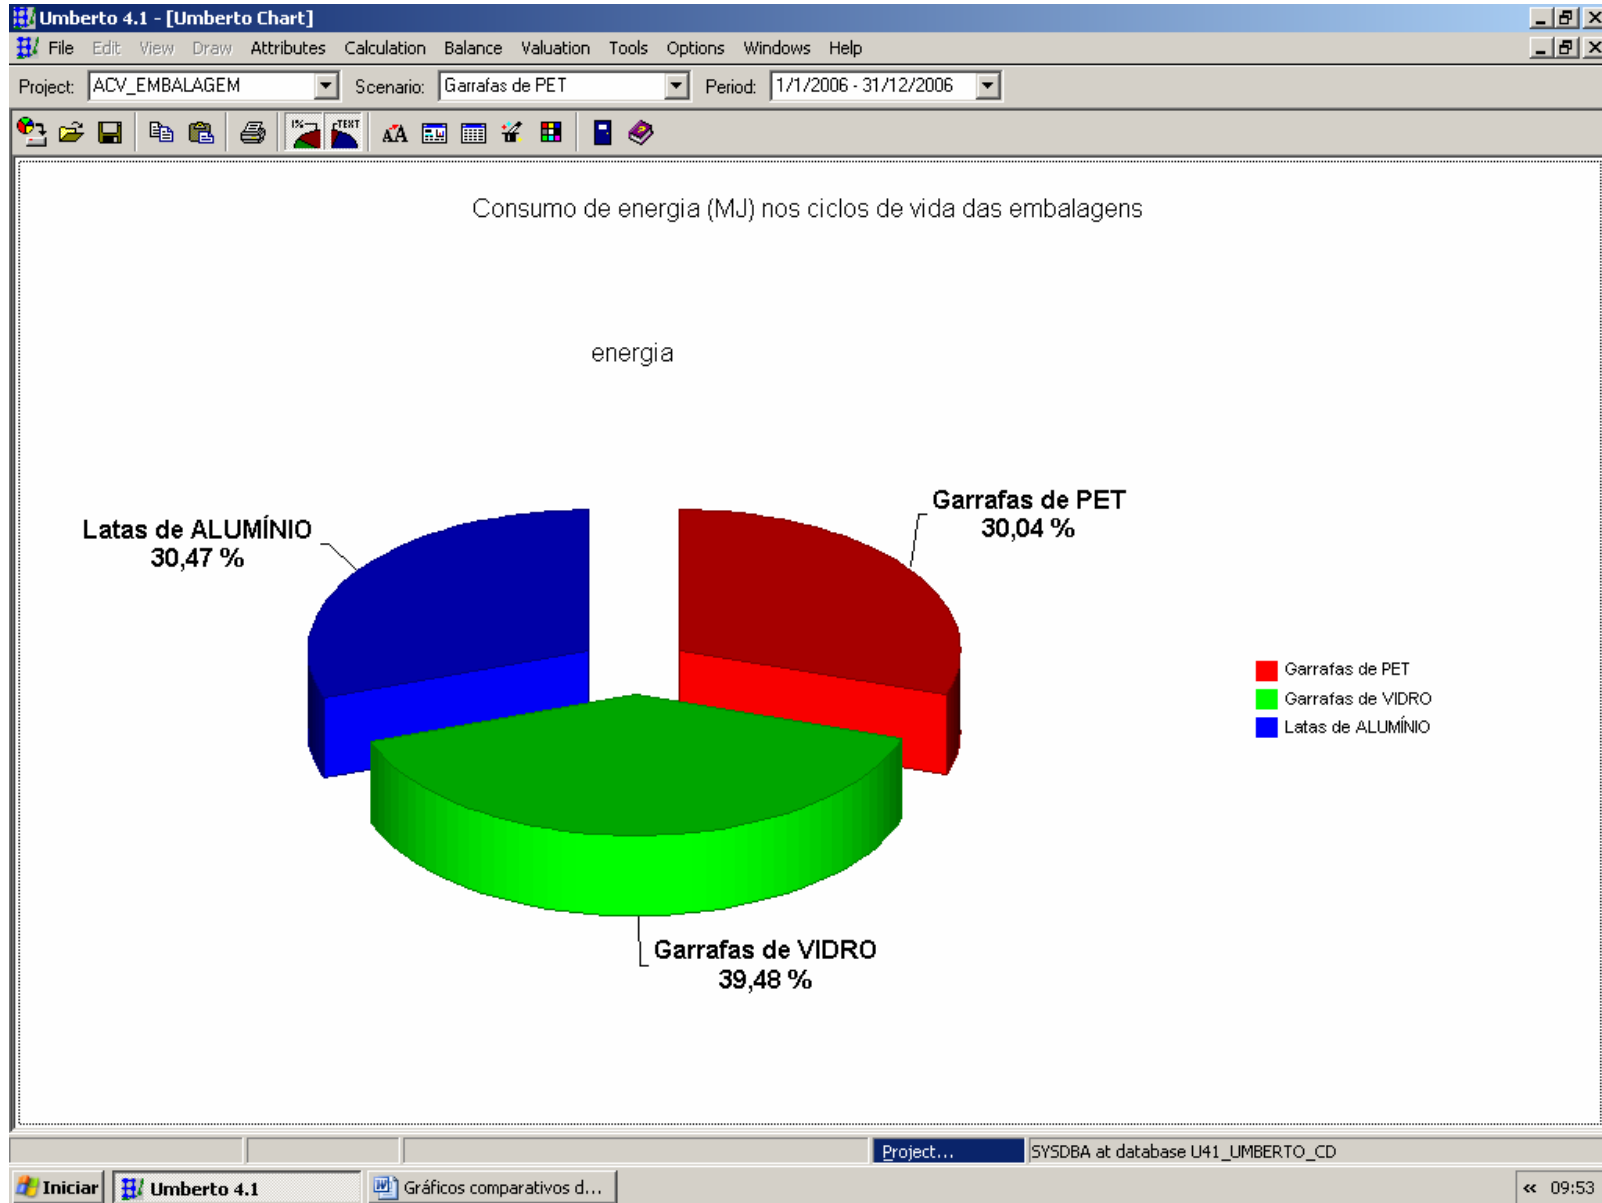 Umberto 4.1 - [Umberto Chart]
File Edit View Draw Attributes Calculation Balance Valuation Tools Options Windows Help
Project: ACV_EMBALAGEM Scenario: Garrafas de PET Period: 1/1/2006 - 31/12/2006
1% TEXT
Consumo de energia (MJ) nos ciclos de vida das embalagens
energia
Garrafas de PET
30,04 %
Latas de ALUMÍNIO
30,47 %
Garrafas de PET
Garrafas de VIDRO
Latas de ALUMÍNIO
Garrafas de VIDRO
39,48 %
Project... SYSDBA at database U41_UMBERTO_CD
Iniciar Umberto 4.1 Gráficos comparativos d... « 09:53